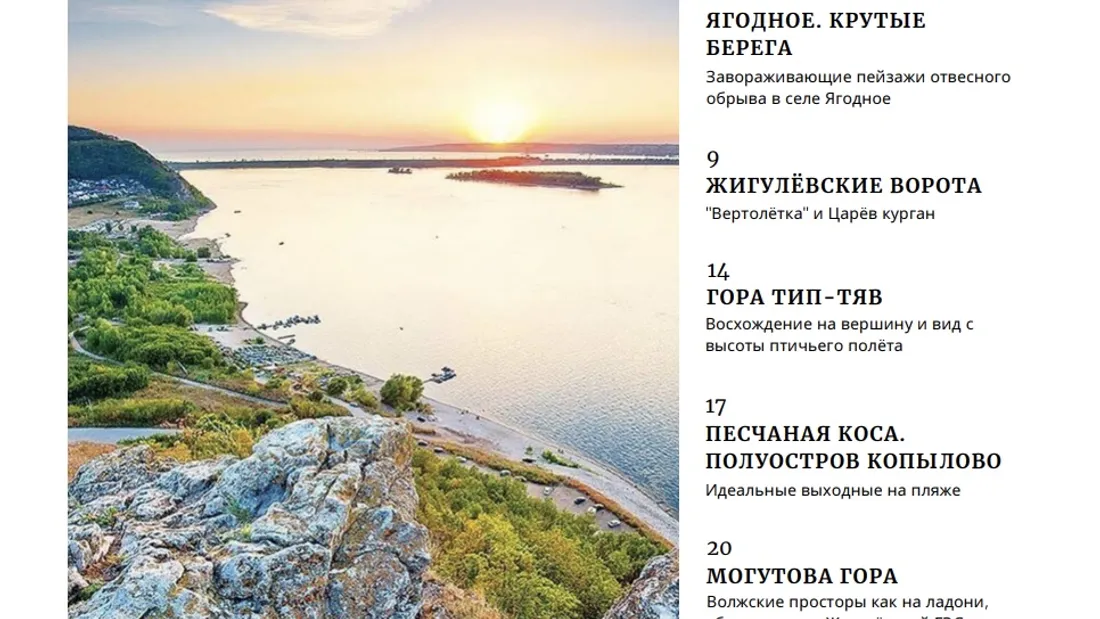 ЯГОДНОЕ. КРУТЫЕ
БЕРЕГА
Завораживающие пейзажи отвесного
обрыва в селе Ягодное
9
ЖИГУЛЁВСКИЕ ВОРОТА
"Вертолётка" и Царёв курган
14
ГОРА ТИП-ТЯВ
Восхождение на вершину и вид с
высоты птичьего полёта
17
ПЕСЧАНАЯ КОСА.
ПОЛУОСТРОВ КОПЫЛОВО
Идеальные выходные на пляже
20
МОГУТОВА ГОРА
Волжские просторы как на ладони,